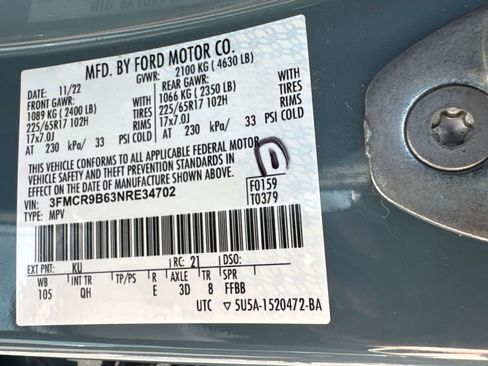 MFD. BY FORD MOTOR CO.
DATE: 11/22 GVWR: 2100 KG ( 4630 LB)
FRONT GAWR: REAR GAWR:
1089 KG ( 2400 LB) 1066 KG ( 2350 LB)
225/65R17 102H TIRES 225/65R17 102H
17x7.0J RIMS 17x7.0J
AT 230 kPa/ 33 PSI COLD AT 230 kPa/ 33 PSI COLD
THIS VEHICLE CONFORMS TO ALL APPLICABLE FEDERAL MOTOR
VEHICLE SAFETY AND THEFT PREVENTION STANDARDS IN
EFFECT ON THE DATE OF MANUFACTURE SHOWN ABOVE.
VIN: 3FMCR9B63NRE34702
TYPE: MPV
F0159
T0379
EXT PNT: KU RC: 21 DSO:
WB INT TR TP/PS R AXLE TR SPR
105 QH E 3D 8 FFBB
UTC 5U5A-1520472-BA